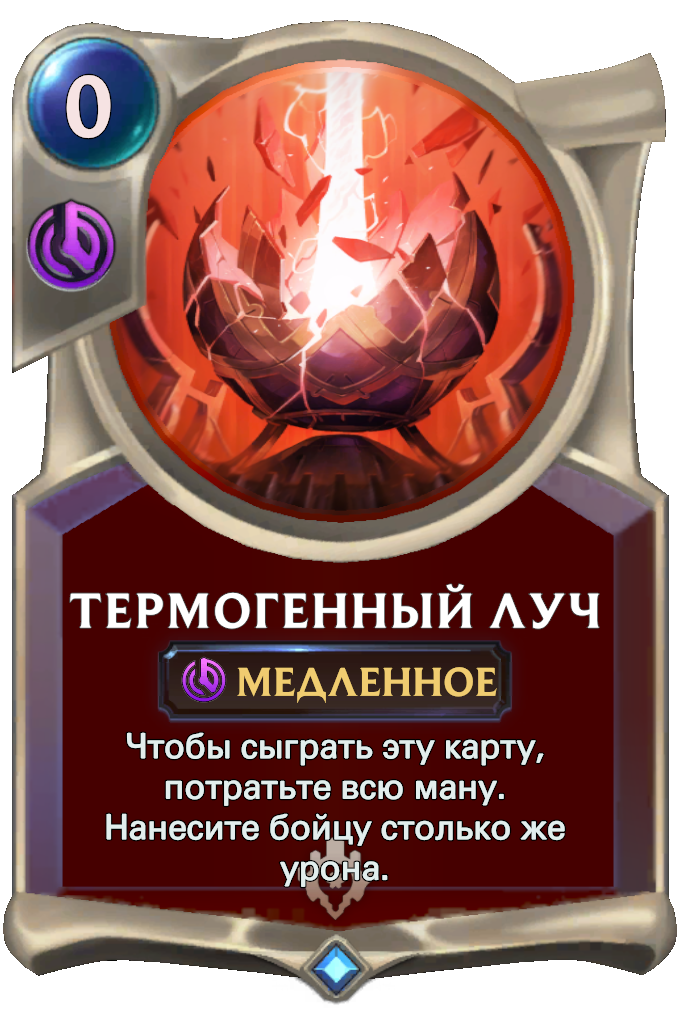 0
ТЕРМОГЕННЫЙ ЛУЧ
МЕДЛЕННОЕ
Чтобы сыграть эту карту,
потратьте всю ману.
Нанесите бойцу столько же
урона.